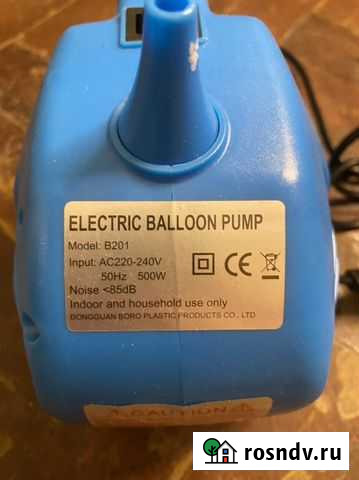 ELECTRIC BALLOON PUMP
Model: B201
Input: AC220-240V
50Hz 500W
Noise <85dB
Indoor and household use only
DONGGUAN BORO PLASTIC PRODUCTS CO., LTD
CAUTION
rosndv.ru